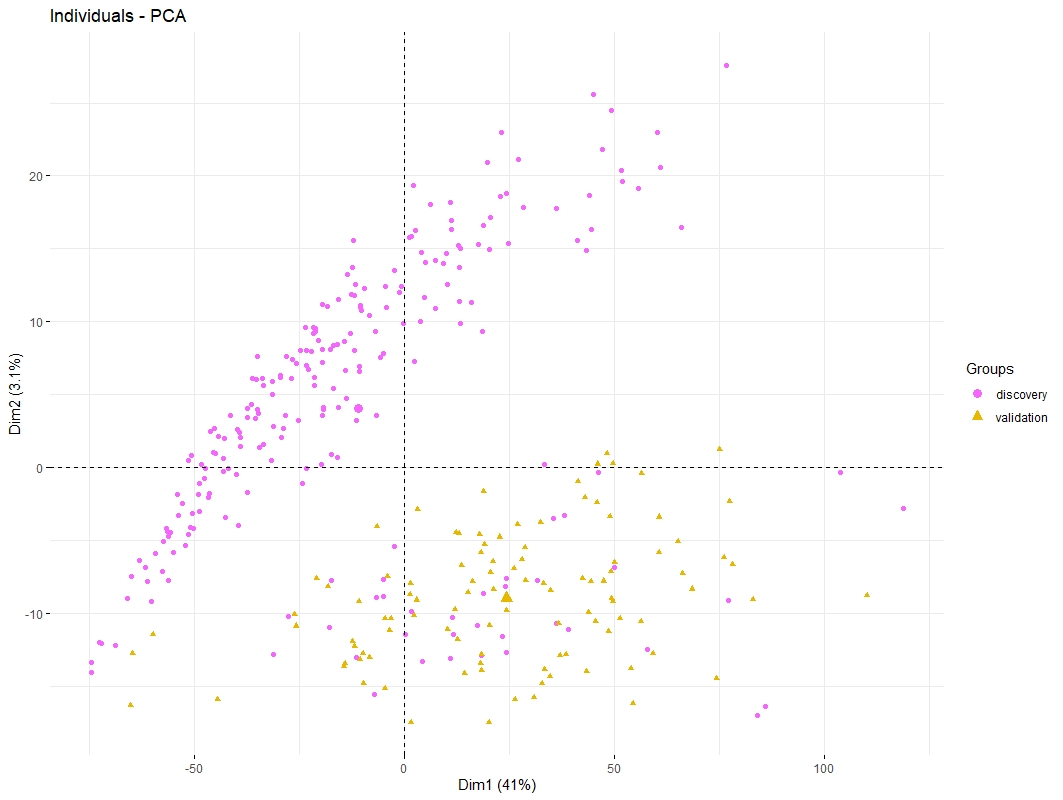 Individuals - PCA
Dim2 (3.1%)
20
10
0
-10
-50
0
50
100
Dim1 (41%)
Groups
discovery
validation